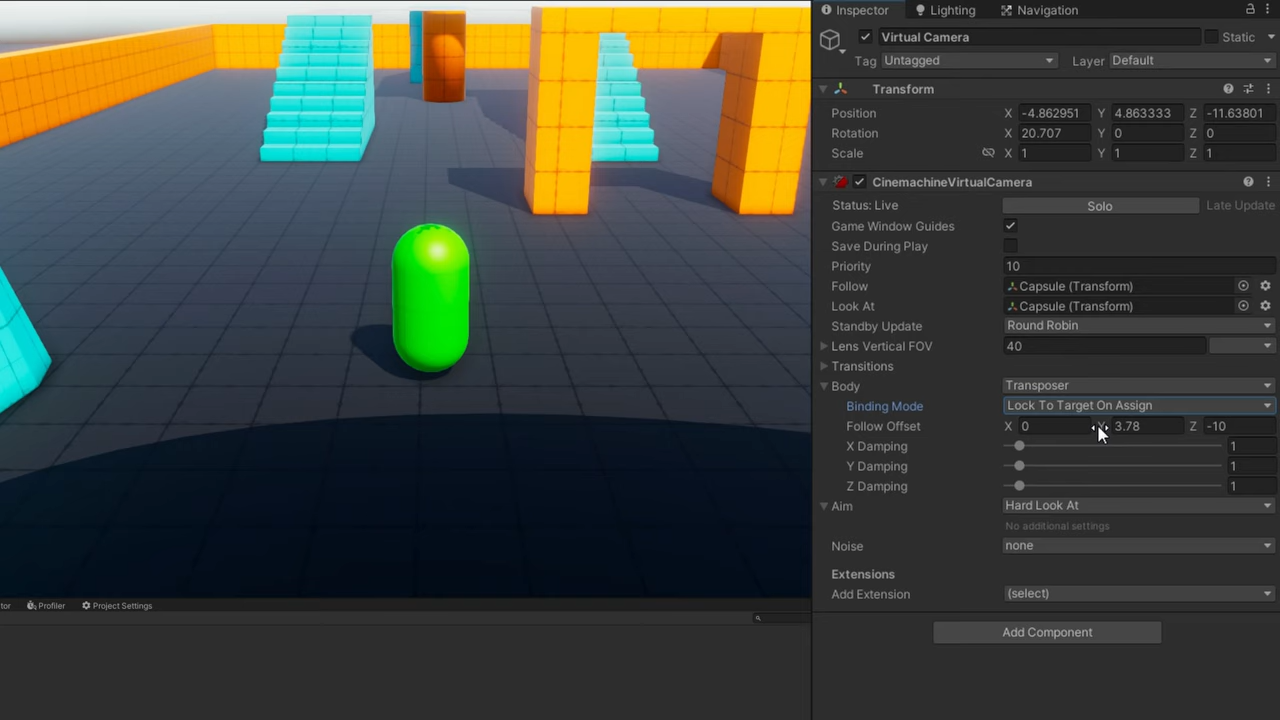 Inspector Lighting Navigation
Virtual Camera Static
Tag Untagged Layer Default
Transform
Position X -4.862951 Y 4.863333 Z -11.63801
Rotation X 20.707 Y 0 Z 0
Scale X 1 Y 1 Z 1
CinemachineVirtualCamera
Status: Live Solo Late Update
Game Window Guides
Save During Play
Priority 10
Follow Capsule (Transform)
Look At Capsule (Transform)
Standby Update Round Robin
Lens Vertical FOV 40
Transitions
Body Transposer
Binding Mode Lock To Target On Assign
Follow Offset X 0 Y 3.78 Z -10
X Damping 1
Y Damping 1
Z Damping 1
Aim Hard Look At
No additional settings
Noise none
Extensions
Add Extension (select)
tor Profiler Project Settings
Add Component